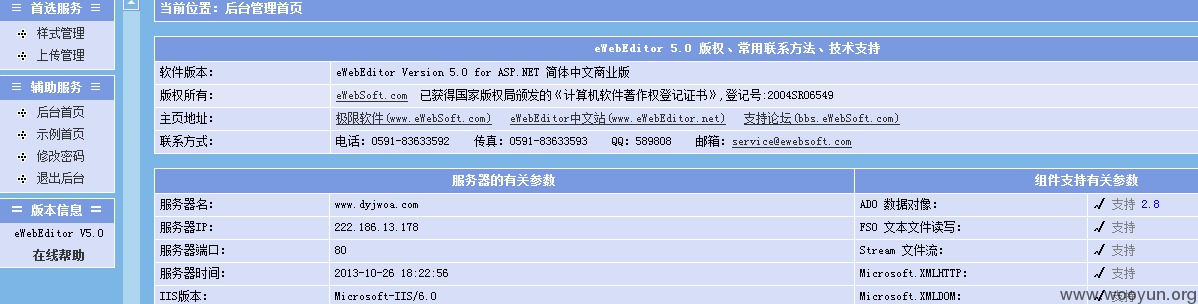 ＝ 首选服务 ＝
样式管理
上传管理
＝ 辅助服务 ＝
后台首页
示例首页
修改密码
退出后台
＝ 版本信息 ＝
eWebEditor V5.0
在线帮助
当前位置：后台管理首页
eWebEditor 5.0 版权、常用联系方法、技术支持
软件版本： eWebEditor Version 5.0 for ASP.NET 简体中文商业版
版权所有： eWebSoft.com 已获得国家版权局颁发的《计算机软件著作权登记证书》,登记号:2004SR06549
主页地址： 极限软件(www.eWebSoft.com) eWebEditor中文站(www.eWebEditor.net) 支持论坛(bbs.eWebSoft.com)
联系方式： 电话：0591-83633592 传真：0591-83633593 QQ：589808 邮箱：service@ewebsoft.com
服务器的有关参数 组件支持有关参数
服务器名： www.dyjwoa.com ADO 数据对像： ✓ 支持 2.8
服务器IP： 222.186.13.178 FSO 文本文件读写： ✓ 支持
服务器端口： 80 Stream 文件流： ✓ 支持
服务器时间： 2013-10-26 18:22:56 Microsoft.XMLHTTP： ✓ 支持
IIS版本： Microsoft-IIS/6.0 Microsoft.XMLDOM： ✓ 支持
www.wooyun.org